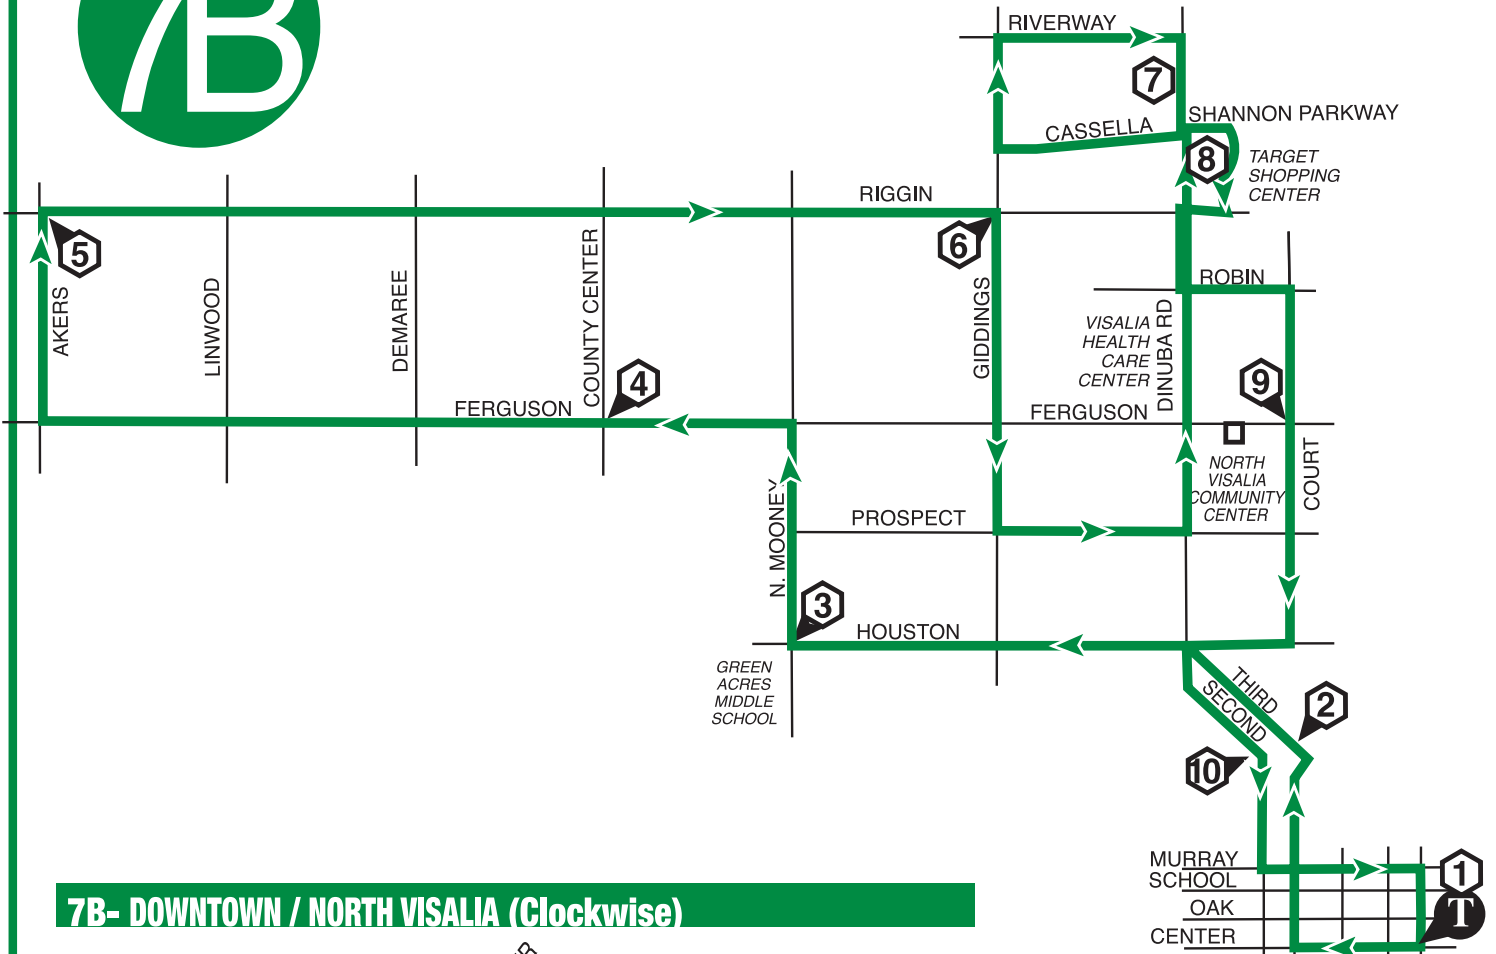 7B
RIVERWAY
7
SHANNON PARKWAY
CASSELLA
8
TARGET
SHOPPING
CENTER
RIGGIN
5
6
AKERS
LINWOOD
DEMAREE
COUNTY CENTER
GIDDINGS
ROBIN
VISALIA
HEALTH
CARE
CENTER
DINUBA RD
4
9
FERGUSON
FERGUSON
NORTH
VISALIA
COMMUNITY
CENTER
COURT
N. MOONEY
PROSPECT
3
HOUSTON
GREEN
ACRES
MIDDLE
SCHOOL
THIRD
SECOND
2
10
MURRAY
SCHOOL
OAK
CENTER
1
T
7B- DOWNTOWN / NORTH VISALIA (Clockwise)